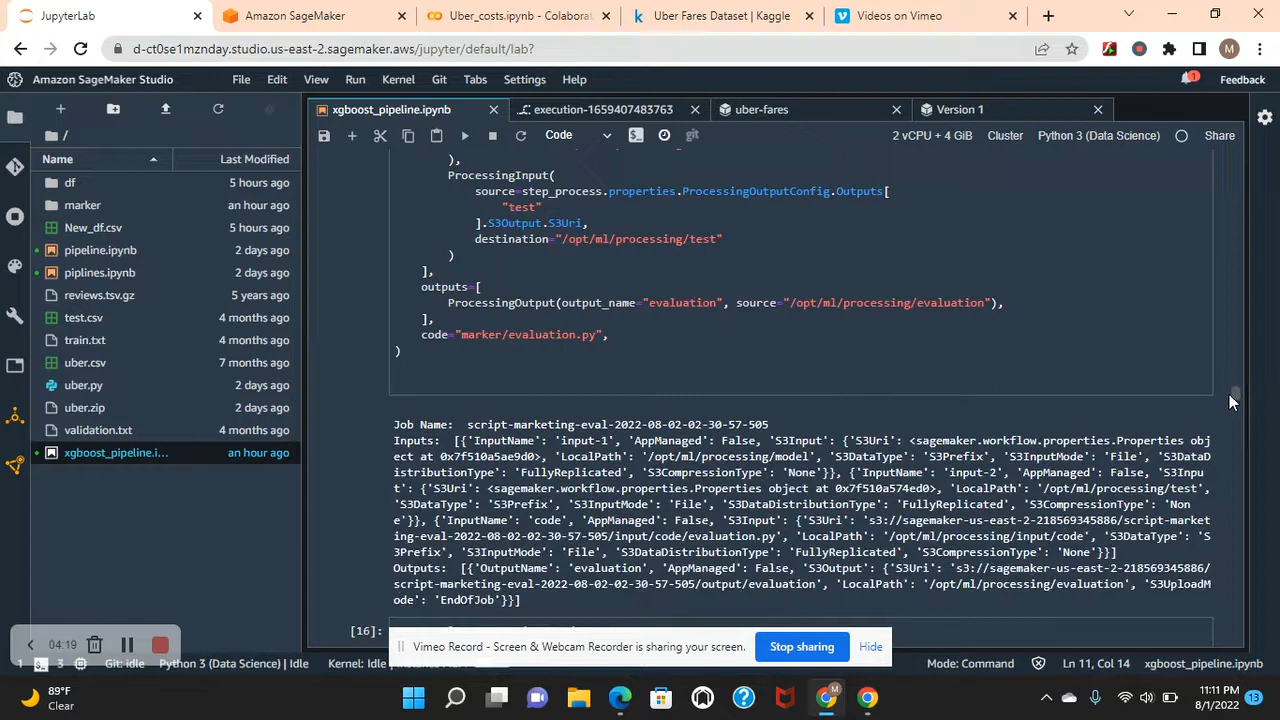 JupyterLab
Amazon SageMaker
Uber_costs.ipynb - Colaborat
Uber Fares Dataset | Kaggle
Videos on Vimeo
d-ct0se1mznday.studio.us-east-2.sagemaker.aws/jupyter/default/lab?
M
Amazon SageMaker Studio
File Edit View Run Kernel Git Tabs Settings Help
1
Feedback
xgboost_pipeline.ipynb
execution-1659407483763
uber-fares
Version 1
Code
git
2 vCPU + 4 GiB Cluster Python 3 (Data Science) Share
/
Name Last Modified
df 5 hours ago
marker an hour ago
New_df.csv 5 hours ago
pipeline.ipynb 2 days ago
piplines.ipynb 2 days ago
reviews.tsv.gz 5 years ago
test.csv 4 months ago
train.txt 4 months ago
uber.csv 7 months ago
uber.py 2 days ago
uber.zip 2 days ago
validation.txt 4 months ago
xgboost_pipeline.i… an hour ago
),
ProcessingInput(
source=step_process.properties.ProcessingOutputConfig.Outputs[
"test"
].S3Output.S3Uri,
destination="/opt/ml/processing/test"
)
],
outputs=[
ProcessingOutput(output_name="evaluation", source="/opt/ml/processing/evaluation"),
],
code="marker/evaluation.py",
)
Job Name: script-marketing-eval-2022-08-02-02-30-57-505
Inputs: [{'InputName': 'input-1', 'AppManaged': False, 'S3Input': {'S3Uri': <sagemaker.workflow.properties.Properties obj
ect at 0x7f510a5ae9d0>, 'LocalPath': '/opt/ml/processing/model', 'S3DataType': 'S3Prefix', 'S3InputMode': 'File', 'S3DataD
istributionType': 'FullyReplicated', 'S3CompressionType': 'None'}}, {'InputName': 'input-2', 'AppManaged': False, 'S3Inpu
t': {'S3Uri': <sagemaker.workflow.properties.Properties object at 0x7f510a574ed0>, 'LocalPath': '/opt/ml/processing/test',
'S3DataType': 'S3Prefix', 'S3InputMode': 'File', 'S3DataDistributionType': 'FullyReplicated', 'S3CompressionType': 'Non
e'}}, {'InputName': 'code', 'AppManaged': False, 'S3Input': {'S3Uri': 's3://sagemaker-us-east-2-218569345886/script-market
ing-eval-2022-08-02-02-30-57-505/input/code/evaluation.py', 'LocalPath': '/opt/ml/processing/input/code', 'S3DataType': 'S
3Prefix', 'S3InputMode': 'File', 'S3DataDistributionType': 'FullyReplicated', 'S3CompressionType': 'None'}}]
Outputs: [{'OutputName': 'evaluation', 'AppManaged': False, 'S3Output': {'S3Uri': 's3://sagemaker-us-east-2-218569345886/
script-marketing-eval-2022-08-02-02-30-57-505/output/evaluation', 'LocalPath': '/opt/ml/processing/evaluation', 'S3UploadM
ode': 'EndOfJob'}}]
[16]:
04:19
Vimeo Record - Screen & Webcam Recorder is sharing your screen.
Stop sharing
Hide
1 3 Git: idle Python 3 (Data Science) | Idle Kernel: Idle
Mode: Command Ln 11, Col 14 xgboost_pipeline.ipynb
89°F
Clear
M
11:11 PM
8/1/2022
13